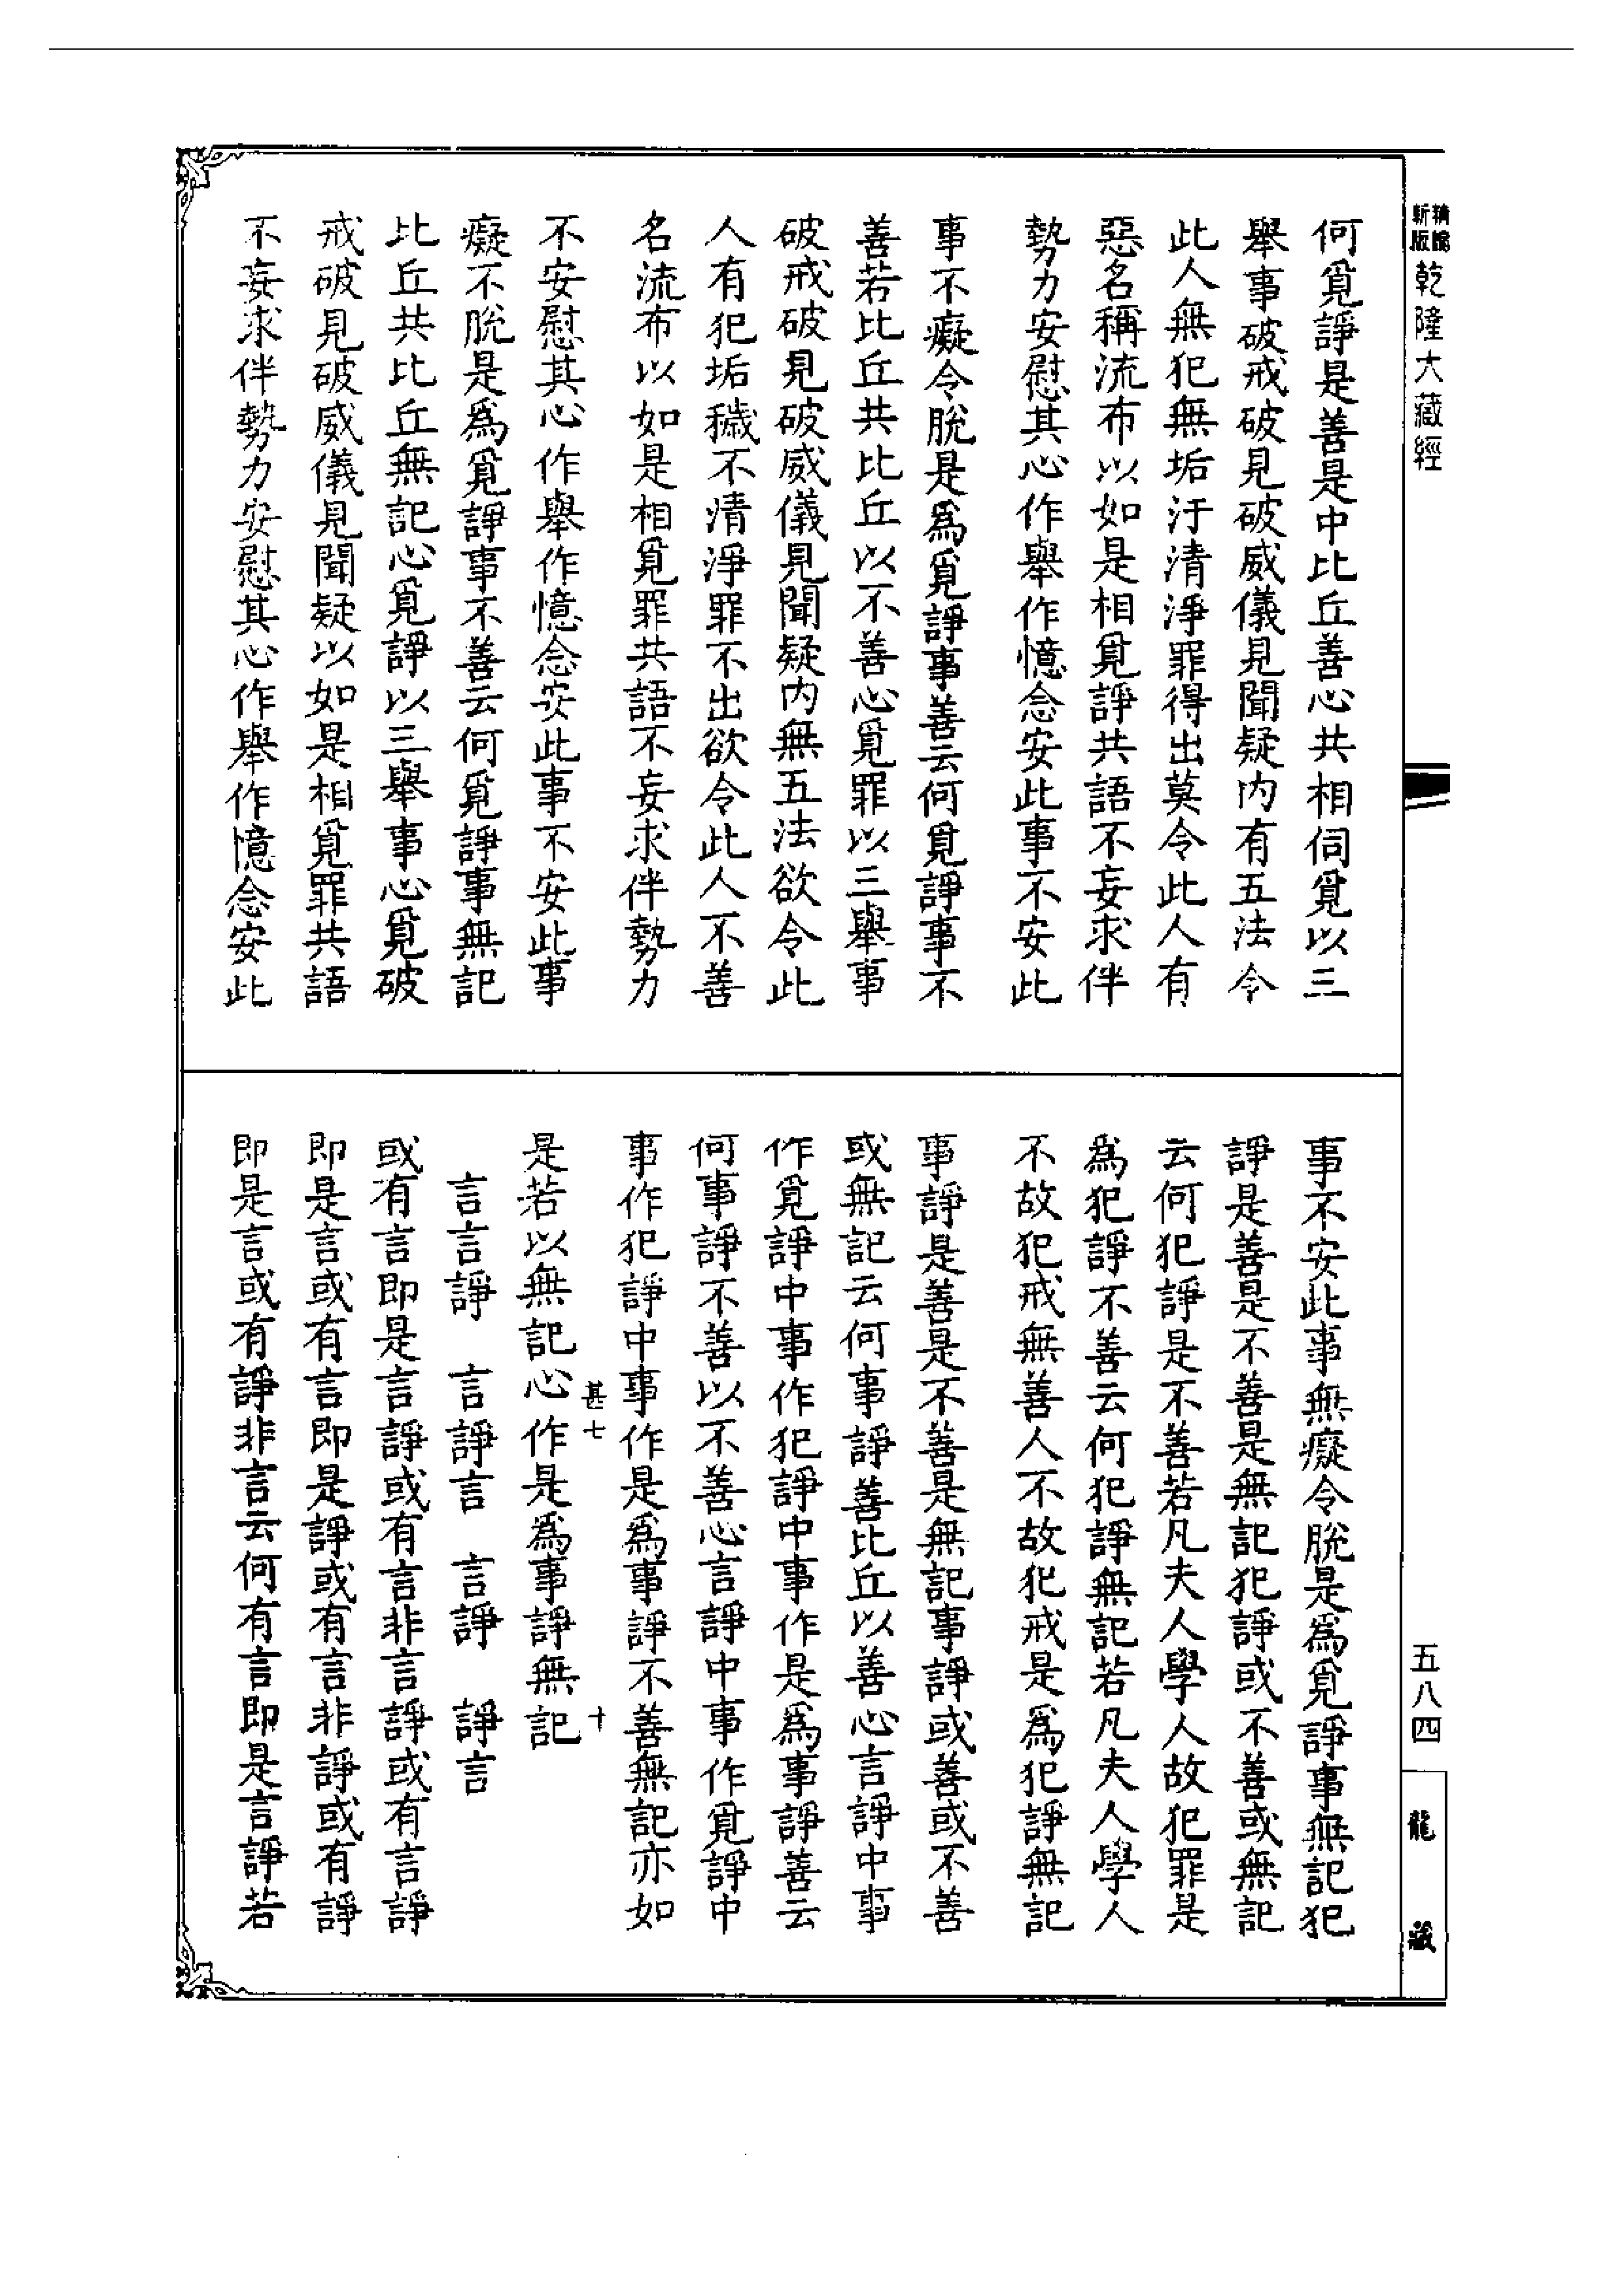 精縮
新版
乾隆大藏經
何覓諍是善是中比丘善心共相伺覓以三
舉事破戒破見破威儀見聞疑内有五法令
此人無犯無垢汙清淨罪得出莫令此人有
惡名稱流布以如是相覓諍共語不妄求伴
勢力安慰其心作舉作憶念安此事不安此
事不癡令脫是爲覓諍事善云何覓諍事不
善若比丘共比丘以不善心覓罪以三舉事
破戒破見破威儀見聞疑内無五法欲令此
人有犯垢穢不清淨罪不出欲令此人不善
名流布以如是相覓罪共語不妄求伴勢力
不安慰其心作舉作憶念安此事不安此事
癡不脫是爲覓諍事不善云何覓諍事無記
比丘共比丘無記心覓諍以三舉事心覓破
戒破見破威儀見聞疑以如是相覓罪共語
不妄求伴勢力安慰其心作舉作憶念安此
事不安此事無癡令脫是爲覓諍事無記犯
諍是善是不善是無記犯諍或不善或無記
云何犯諍是不善若凡夫人學人故犯罪是
爲犯諍不善云何犯諍無記若凡夫人學人
不故犯戒無善人不故犯戒是爲犯諍無記
事諍是善是不善是無記事諍或善或不善
或無記云何事諍善比丘以善心言諍中事
作覓諍中事作犯諍中事作是爲事諍善云
何事諍不善以不善心言諍中事作覓諍中
事作犯諍中事作是爲事諍不善無記亦如
甚七 十
是若以無記心作是爲事諍無記
言言諍 言諍言 言諍 諍言
或有言即是言諍或有言非言諍或有言諍
即是言或有言即是諍或有言非諍或有諍
即是言或有諍非言云何有言即是言諍若
五八四
龍藏